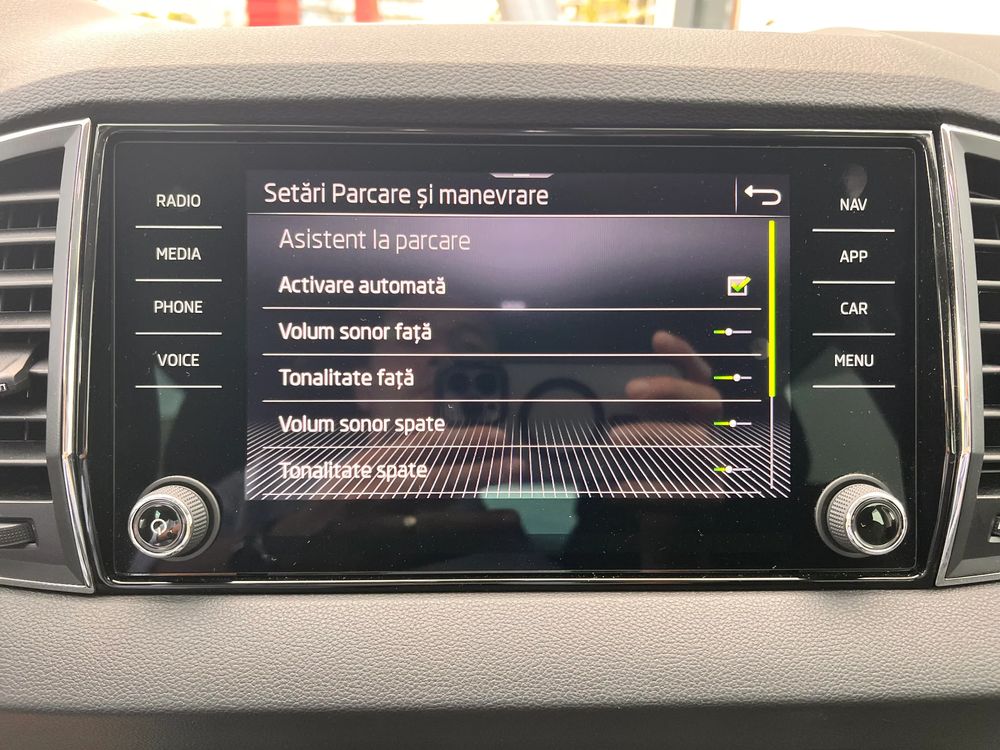 RADIO
MEDIA
PHONE
VOICE
Setări Parcare și manevrare
Asistent la parcare
Activare automată
Volum sonor față
Tonalitate față
Volum sonor spate
Tonalitate spate
NAV
APP
CAR
MENU